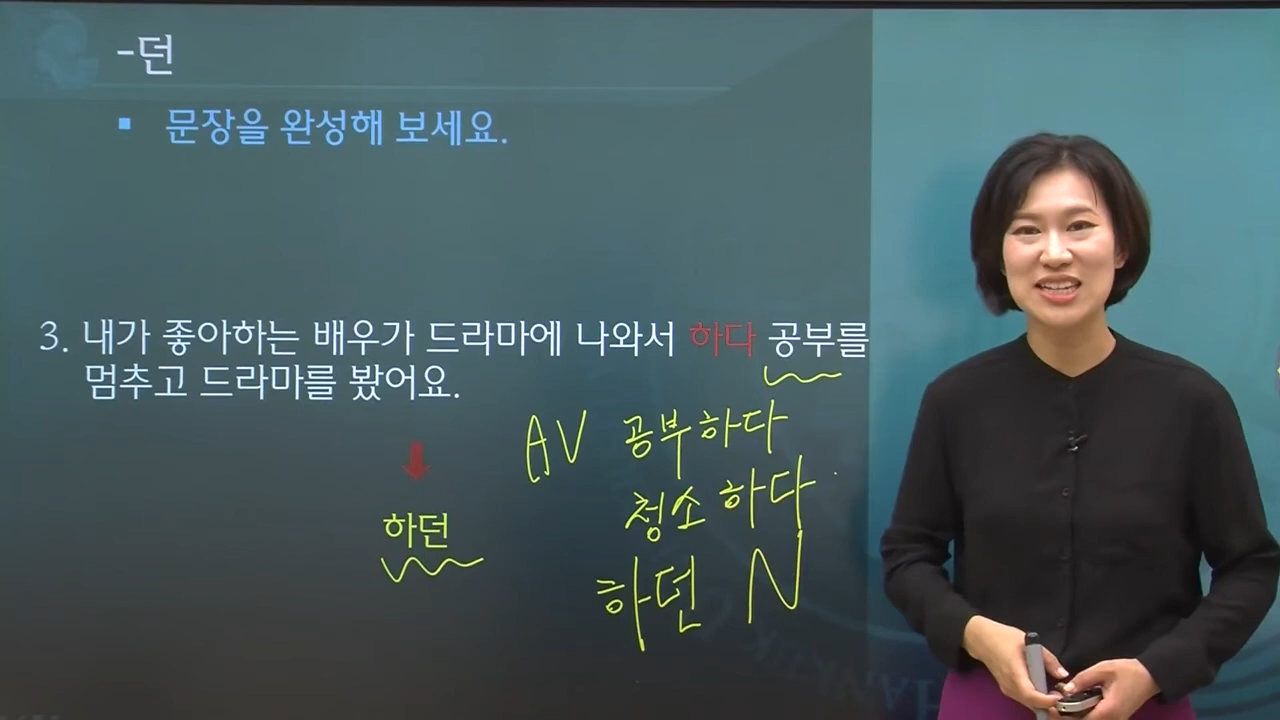 -던
▪ 문장을 완성해 보세요.
3. 내가 좋아하는 배우가 드라마에 나와서 하다 공부를
멈추고 드라마를 봤어요.
AV 공부하다
청소하다
하던
하던 N
HANKUK